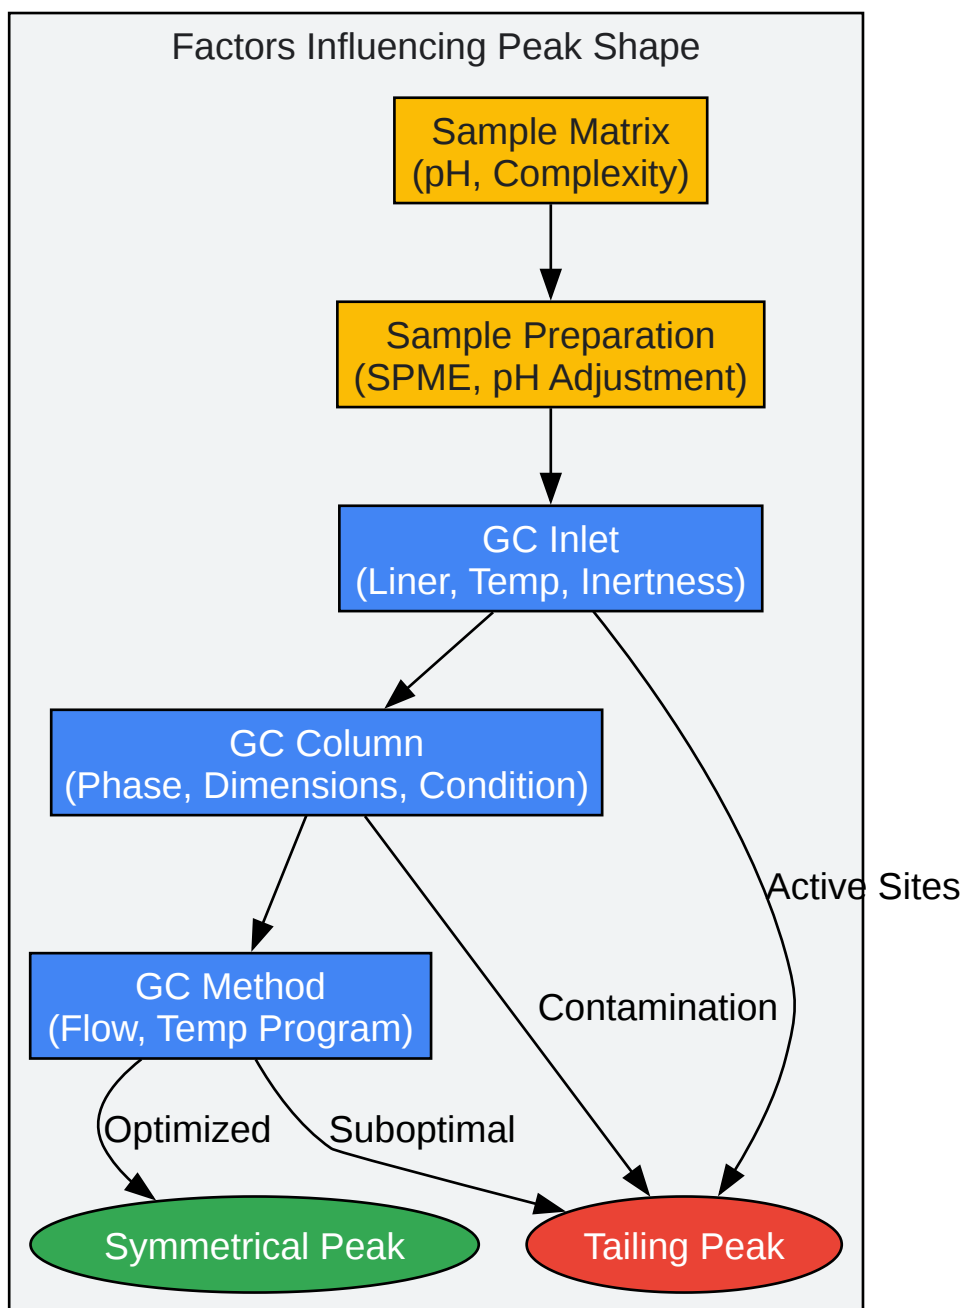 Factors Influencing Peak Shape
Sample Matrix
(pH, Complexity)
Sample Preparation
(SPME, pH Adjustment)
GC Inlet
(Liner, Temp, Inertness)
GC Column
(Phase, Dimensions, Condition)
Active Sites
GC Method
(Flow, Temp Program)
Contamination
Optimized
Suboptimal
Symmetrical Peak
Tailing Peak